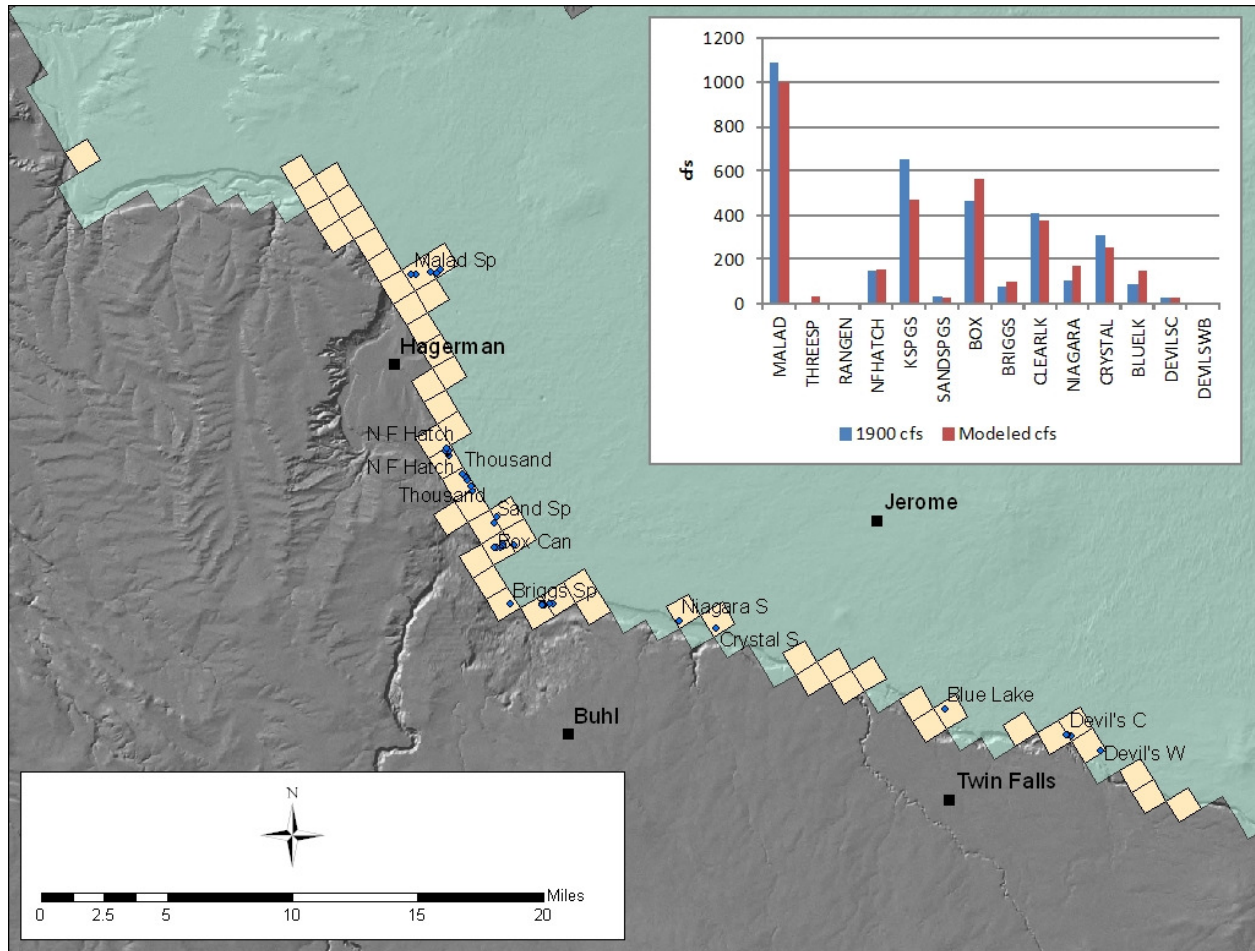 1200
1000
800
600
400
200
0
cfs
MALAD
THREESP
RANGEN
NFHATCH
KSPGS
SANDSPGS
BOX
BRIGGS
CLEARLK
NIAGARA
CRYSTAL
BLUELK
DEVILSC
DEVILSWB
1900 cfs Modeled cfs
Malad Sp
Hagerman
N F Hatch
Thousand
N F Hatch
Thousand
Sand Sp
Jerome
Box Can
Briggs Sp
Niagara S
Crystal S
Blue Lake
Buhl
Devil's C
Devil's W
Twin Falls
N
Miles
0 2.5 5 10 15 20